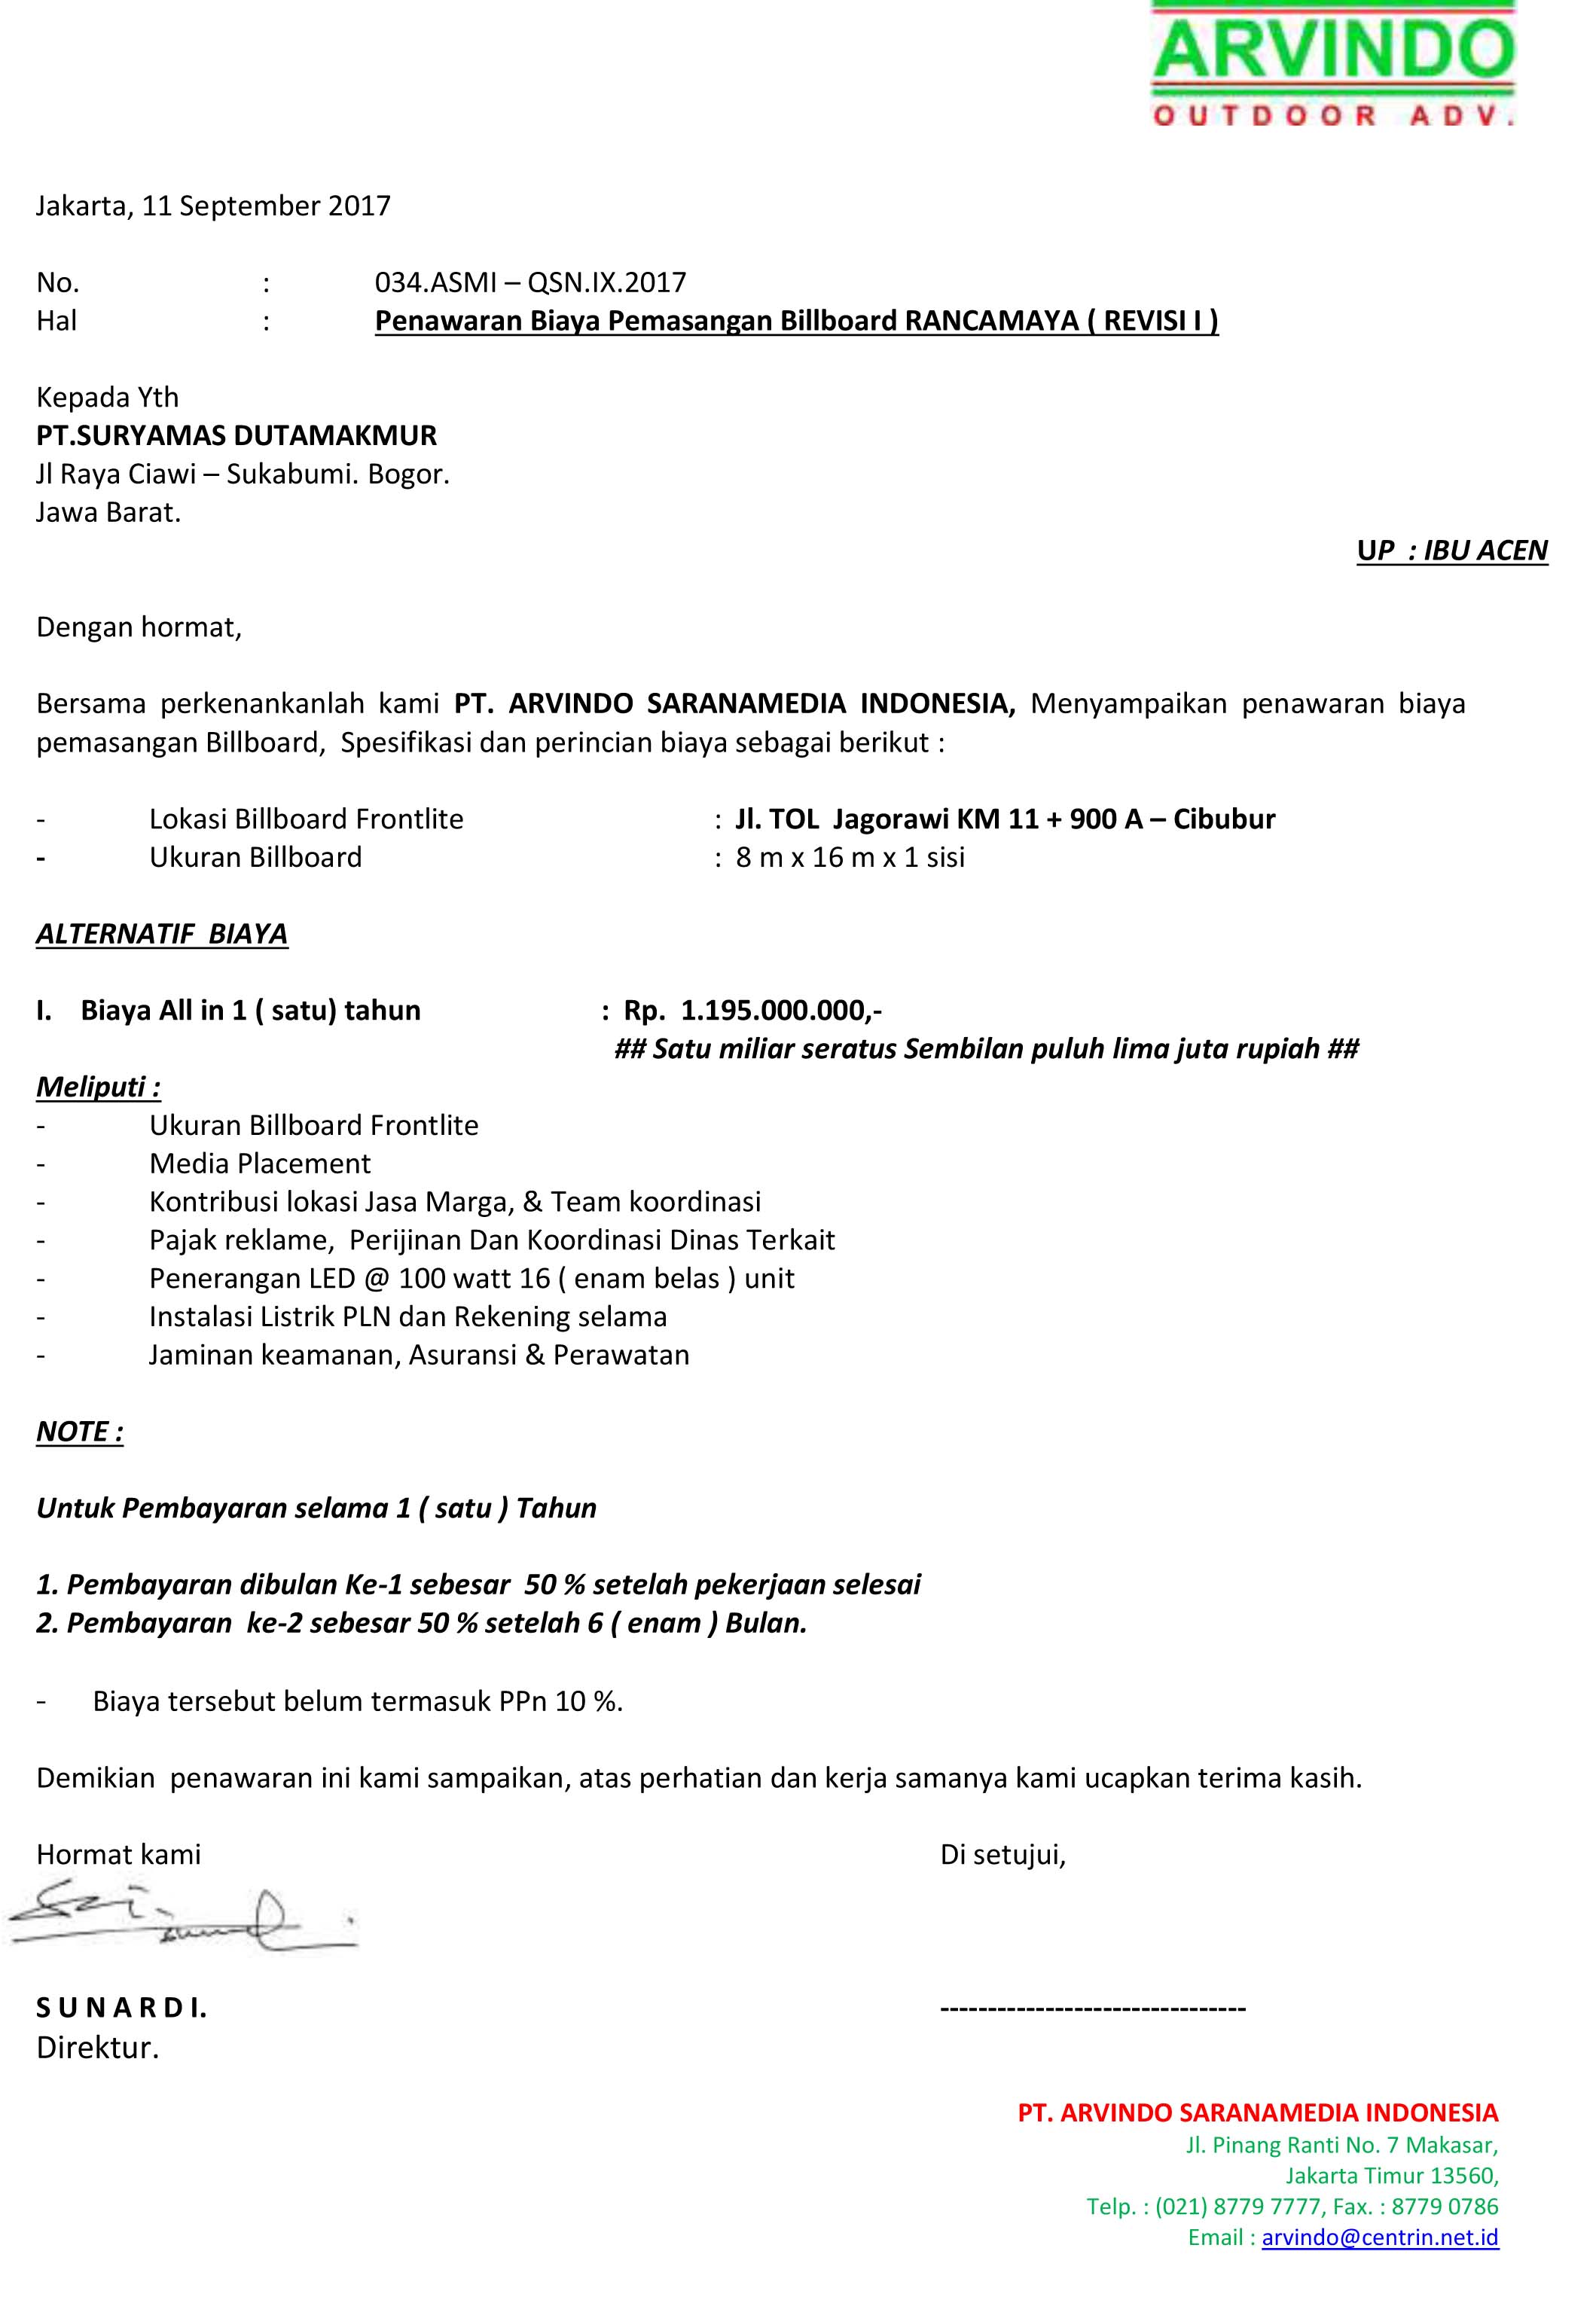 ARVINDO
OUTDOOR ADV.
Jakarta, 11 September 2017
No. : 034.ASMI – QSN.IX.2017
Hal : Penawaran Biaya Pemasangan Billboard RANCAMAYA ( REVISI I )
Kepada Yth
PT.SURYAMAS DUTAMAKMUR
Jl Raya Ciawi – Sukabumi. Bogor.
Jawa Barat.
UP : IBU ACEN
Dengan hormat,
Bersama perkenankanlah kami PT. ARVINDO SARANAMEDIA INDONESIA, Menyampaikan penawaran biaya
pemasangan Billboard, Spesifikasi dan perincian biaya sebagai berikut :
- Lokasi Billboard Frontlite : Jl. TOL Jagorawi KM 11 + 900 A – Cibubur
- Ukuran Billboard : 8 m x 16 m x 1 sisi
ALTERNATIF BIAYA
I. Biaya All in 1 ( satu) tahun : Rp. 1.195.000.000,-
## Satu miliar seratus Sembilan puluh lima juta rupiah ##
Meliputi :
- Ukuran Billboard Frontlite
- Media Placement
- Kontribusi lokasi Jasa Marga, & Team koordinasi
- Pajak reklame, Perijinan Dan Koordinasi Dinas Terkait
- Penerangan LED @ 100 watt 16 ( enam belas ) unit
- Instalasi Listrik PLN dan Rekening selama
- Jaminan keamanan, Asuransi & Perawatan
NOTE :
Untuk Pembayaran selama 1 ( satu ) Tahun
1. Pembayaran dibulan Ke-1 sebesar 50 % setelah pekerjaan selesai
2. Pembayaran ke-2 sebesar 50 % setelah 6 ( enam ) Bulan.
- Biaya tersebut belum termasuk PPn 10 %.
Demikian penawaran ini kami sampaikan, atas perhatian dan kerja samanya kami ucapkan terima kasih.
Hormat kami Di setujui,
S U N A R D I. --------------------------------
Direktur.
PT. ARVINDO SARANAMEDIA INDONESIA
Jl. Pinang Ranti No. 7 Makasar,
Jakarta Timur 13560,
Telp. : (021) 8779 7777, Fax. : 8779 0786
Email : arvindo@centrin.net.id